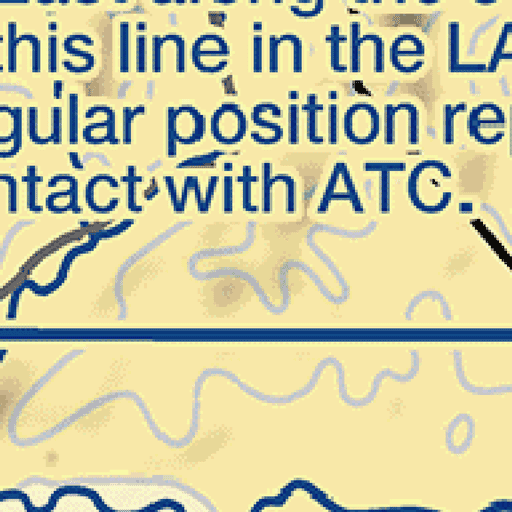 this line in the LA
gular position rep
ntact with ATC.